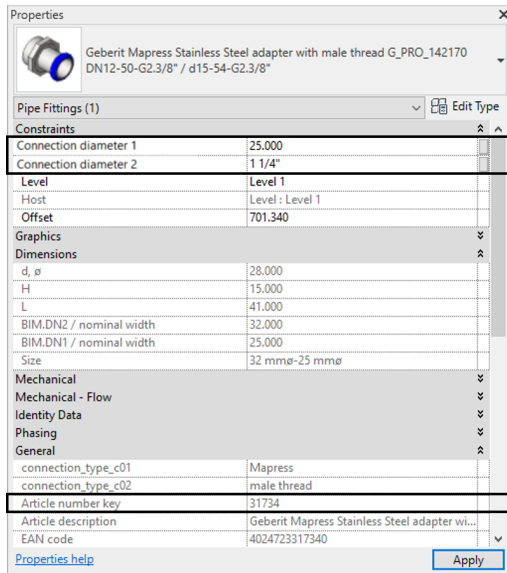 Properties
Geberit Mapress Stainless Steel adapter with male thread G_PRO_142170
DN12-50-G2.3/8" / d15-54-G2.3/8"
Pipe Fittings (1) Edit Type
Constraints
Connection diameter 1 25.000
Connection diameter 2 1 1/4"
Level Level 1
Host Level : Level 1
Offset 701.340
Graphics
Dimensions
d, ø 28.000
H 15.000
L 41.000
BIM.DN2 / nominal width 32.000
BIM.DN1 / nominal width 25.000
Size 32 mmø-25 mmø
Mechanical
Mechanical - Flow
Identity Data
Phasing
General
connection_type_c01 Mapress
connection_type_c02 male thread
Article number key 31734
Article description Geberit Mapress Stainless Steel adapter wi...
EAN code 4024723317340
Properties help Apply